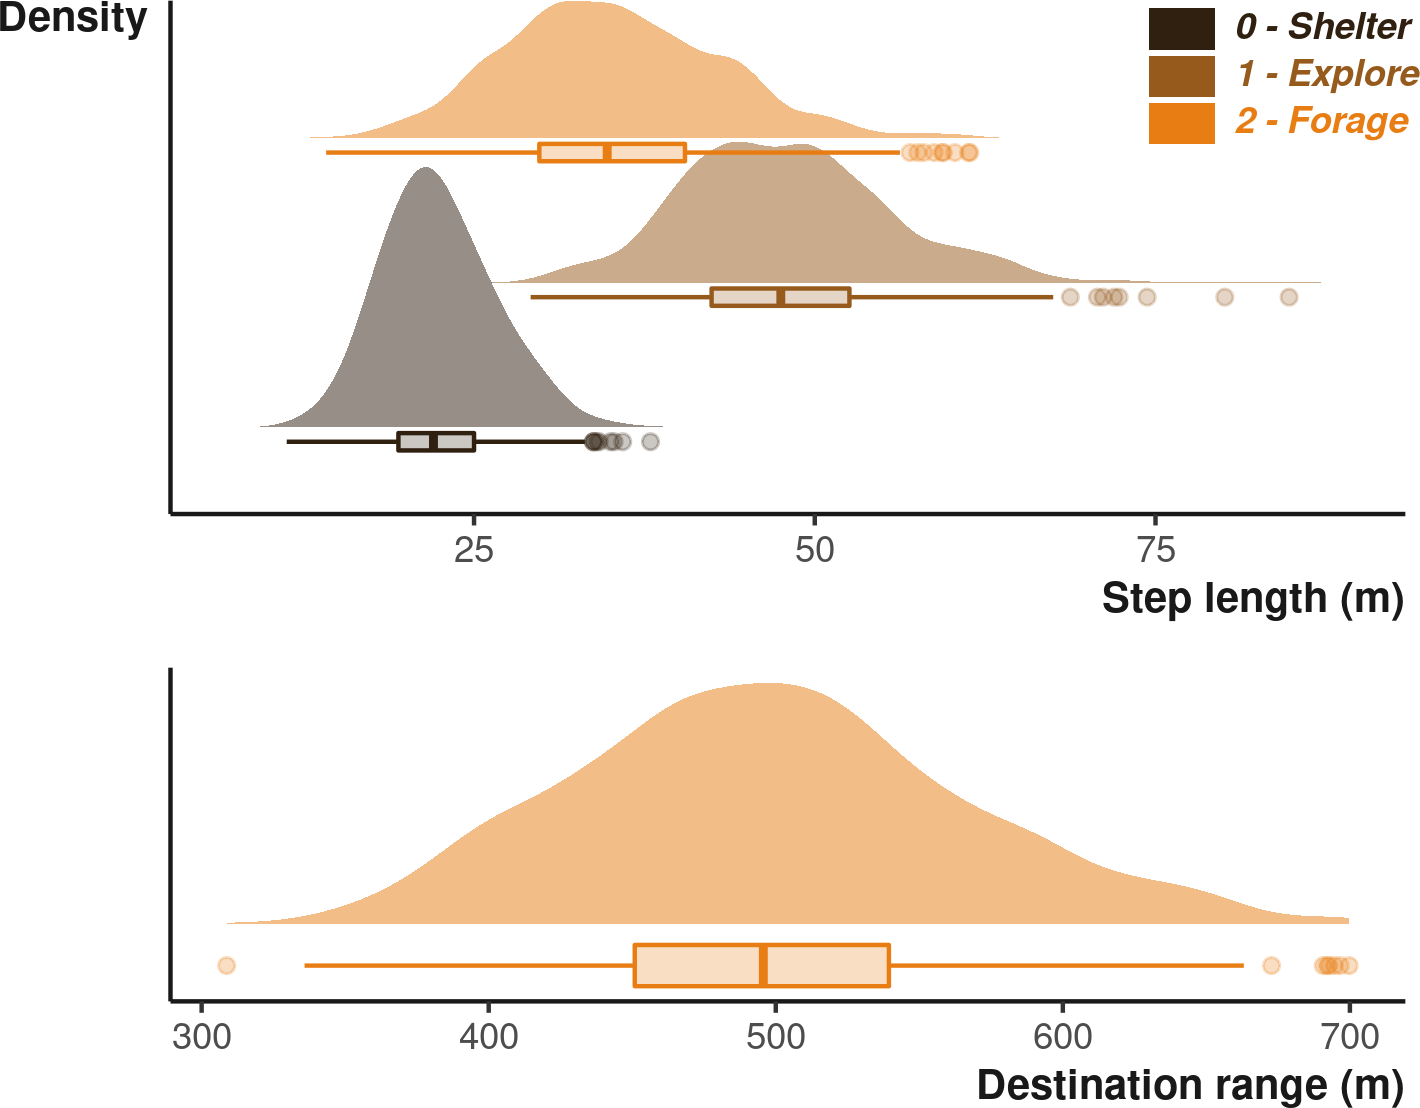 Density
0 - Shelter
1 - Explore
2 - Forage
25 50 75
Step length (m)
300 400 500 600 700
Destination range (m)